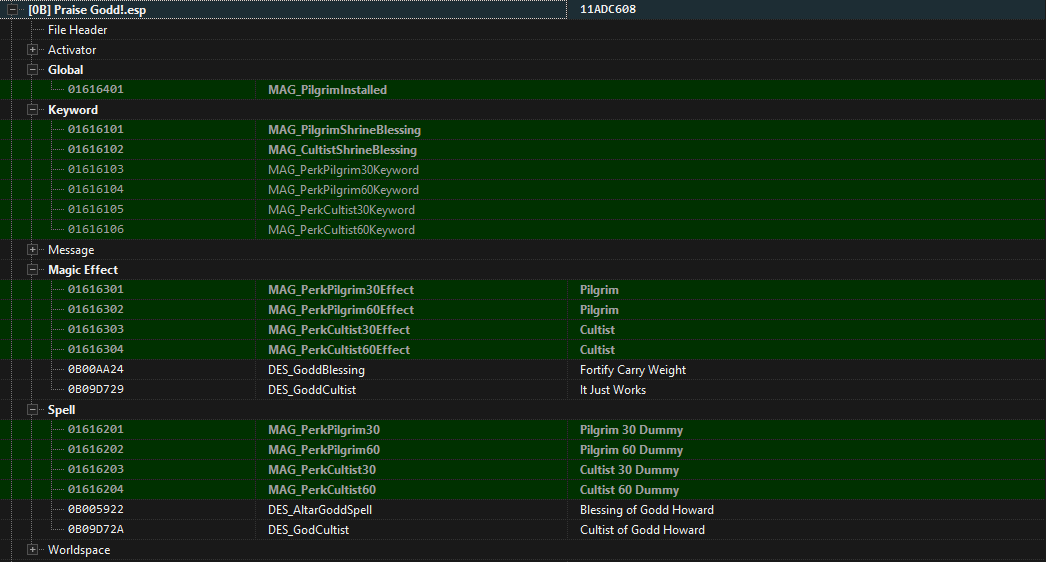 [0B] Praise Godd!.esp 11ADC608
File Header
Activator
Global
01616401 MAG_PilgrimInstalled
Keyword
01616101 MAG_PilgrimShrineBlessing
01616102 MAG_CultistShrineBlessing
01616103 MAG_PerkPilgrim30Keyword
01616104 MAG_PerkPilgrim60Keyword
01616105 MAG_PerkCultist30Keyword
01616106 MAG_PerkCultist60Keyword
Message
Magic Effect
01616301 MAG_PerkPilgrim30Effect Pilgrim
01616302 MAG_PerkPilgrim60Effect Pilgrim
01616303 MAG_PerkCultist30Effect Cultist
01616304 MAG_PerkCultist60Effect Cultist
0B00AA24 DES_GoddBlessing Fortify Carry Weight
0B09D729 DES_GoddCultist It Just Works
Spell
01616201 MAG_PerkPilgrim30 Pilgrim 30 Dummy
01616202 MAG_PerkPilgrim60 Pilgrim 60 Dummy
01616203 MAG_PerkCultist30 Cultist 30 Dummy
01616204 MAG_PerkCultist60 Cultist 60 Dummy
0B005922 DES_AltarGoddSpell Blessing of Godd Howard
0B09D72A DES_GodCultist Cultist of Godd Howard
Worldspace